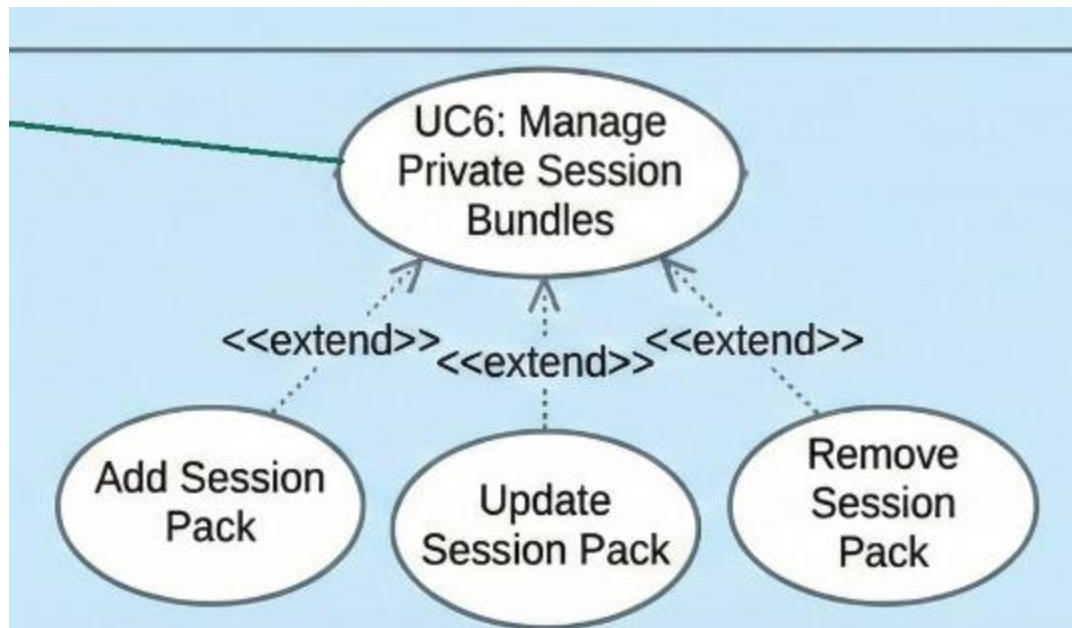 UC6: Manage
Private Session
Bundles
<<extend>>
<<extend>>
<<extend>>
Add Session
Pack
Update
Session Pack
Remove
Session
Pack